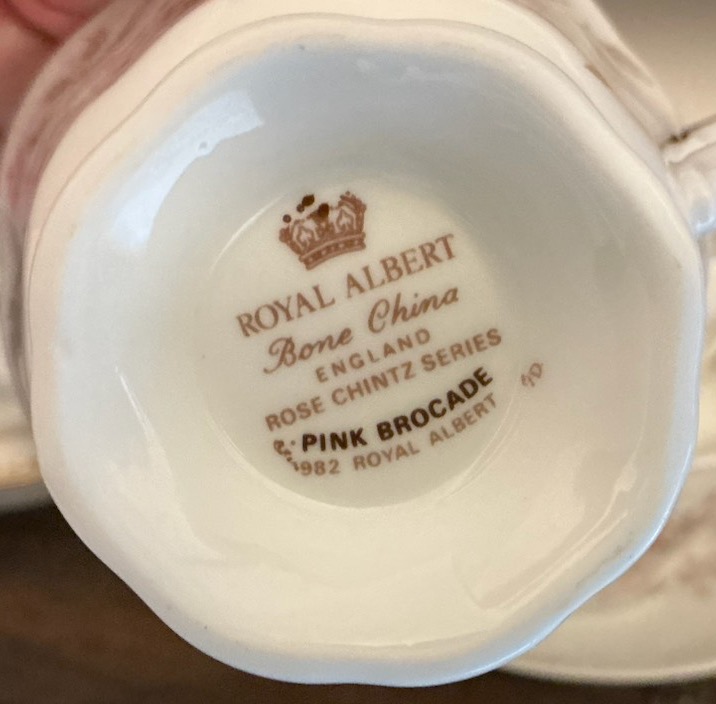 ROYAL ALBERT
Bone China
ENGLAND
ROSE CHINTZ SERIES
PINK BROCADE
1982 ROYAL ALBERT